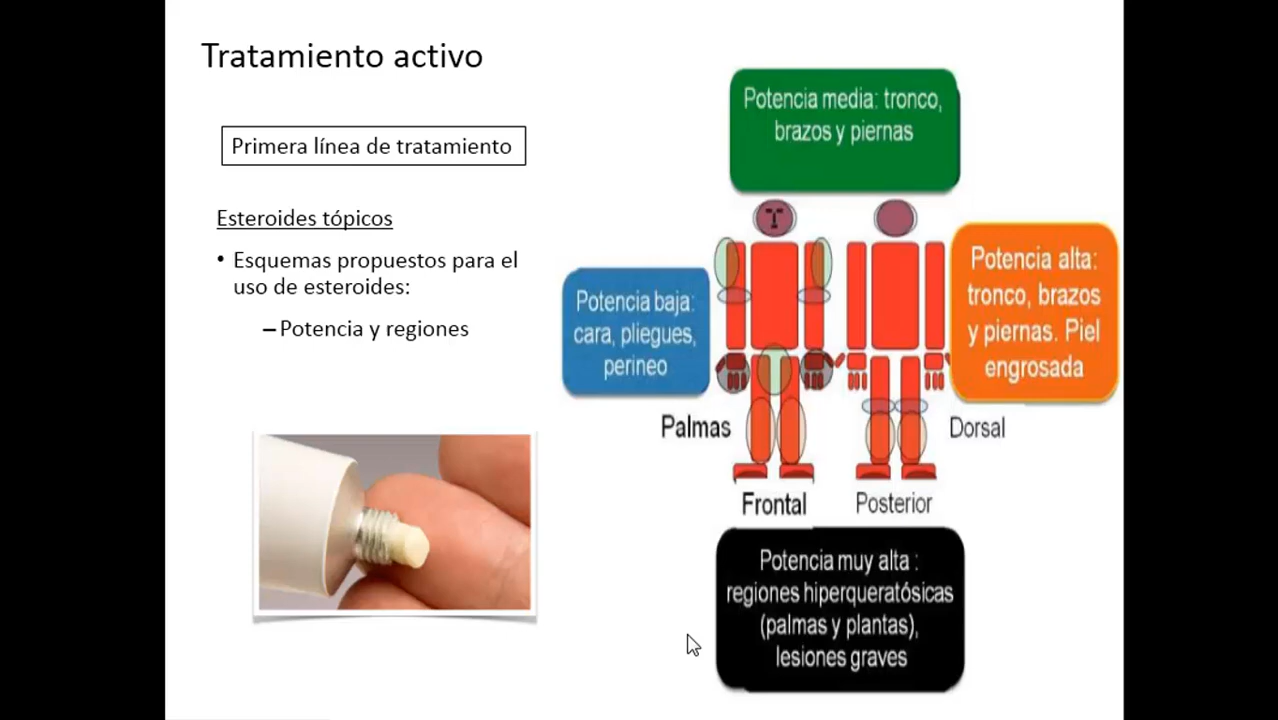 Tratamiento activo
Primera línea de tratamiento
Esteroides tópicos
• Esquemas propuestos para el
uso de esteroides:
– Potencia y regiones
Potencia media: tronco,
brazos y piernas
Potencia baja:
cara, pliegues,
perineo
Potencia alta:
tronco, brazos
y piernas. Piel
engrosada
Palmas
Dorsal
Frontal
Posterior
Potencia muy alta :
regiones hiperqueratósicas
(palmas y plantas),
lesiones graves